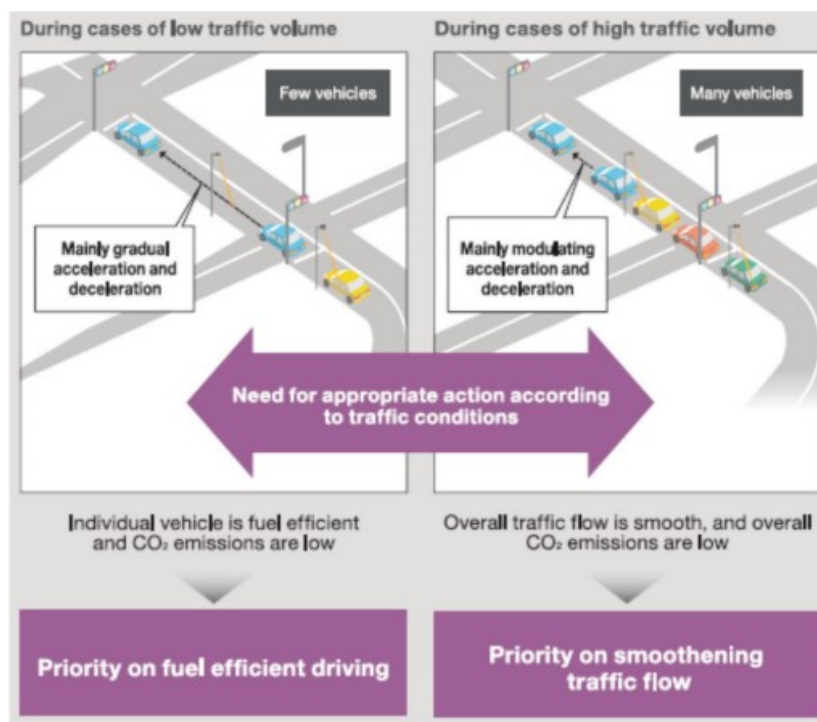 During cases of low traffic volume
Few vehicles
Mainly gradual
acceleration and
deceleration
During cases of high traffic volume
Many vehicles
Mainly modulating
acceleration and
deceleration
Need for appropriate action according
to traffic conditions
Individual vehicle is fuel efficient
and CO₂ emissions are low
Overall traffic flow is smooth, and overall
CO₂ emissions are low
Priority on fuel efficient driving
Priority on smoothening
traffic flow